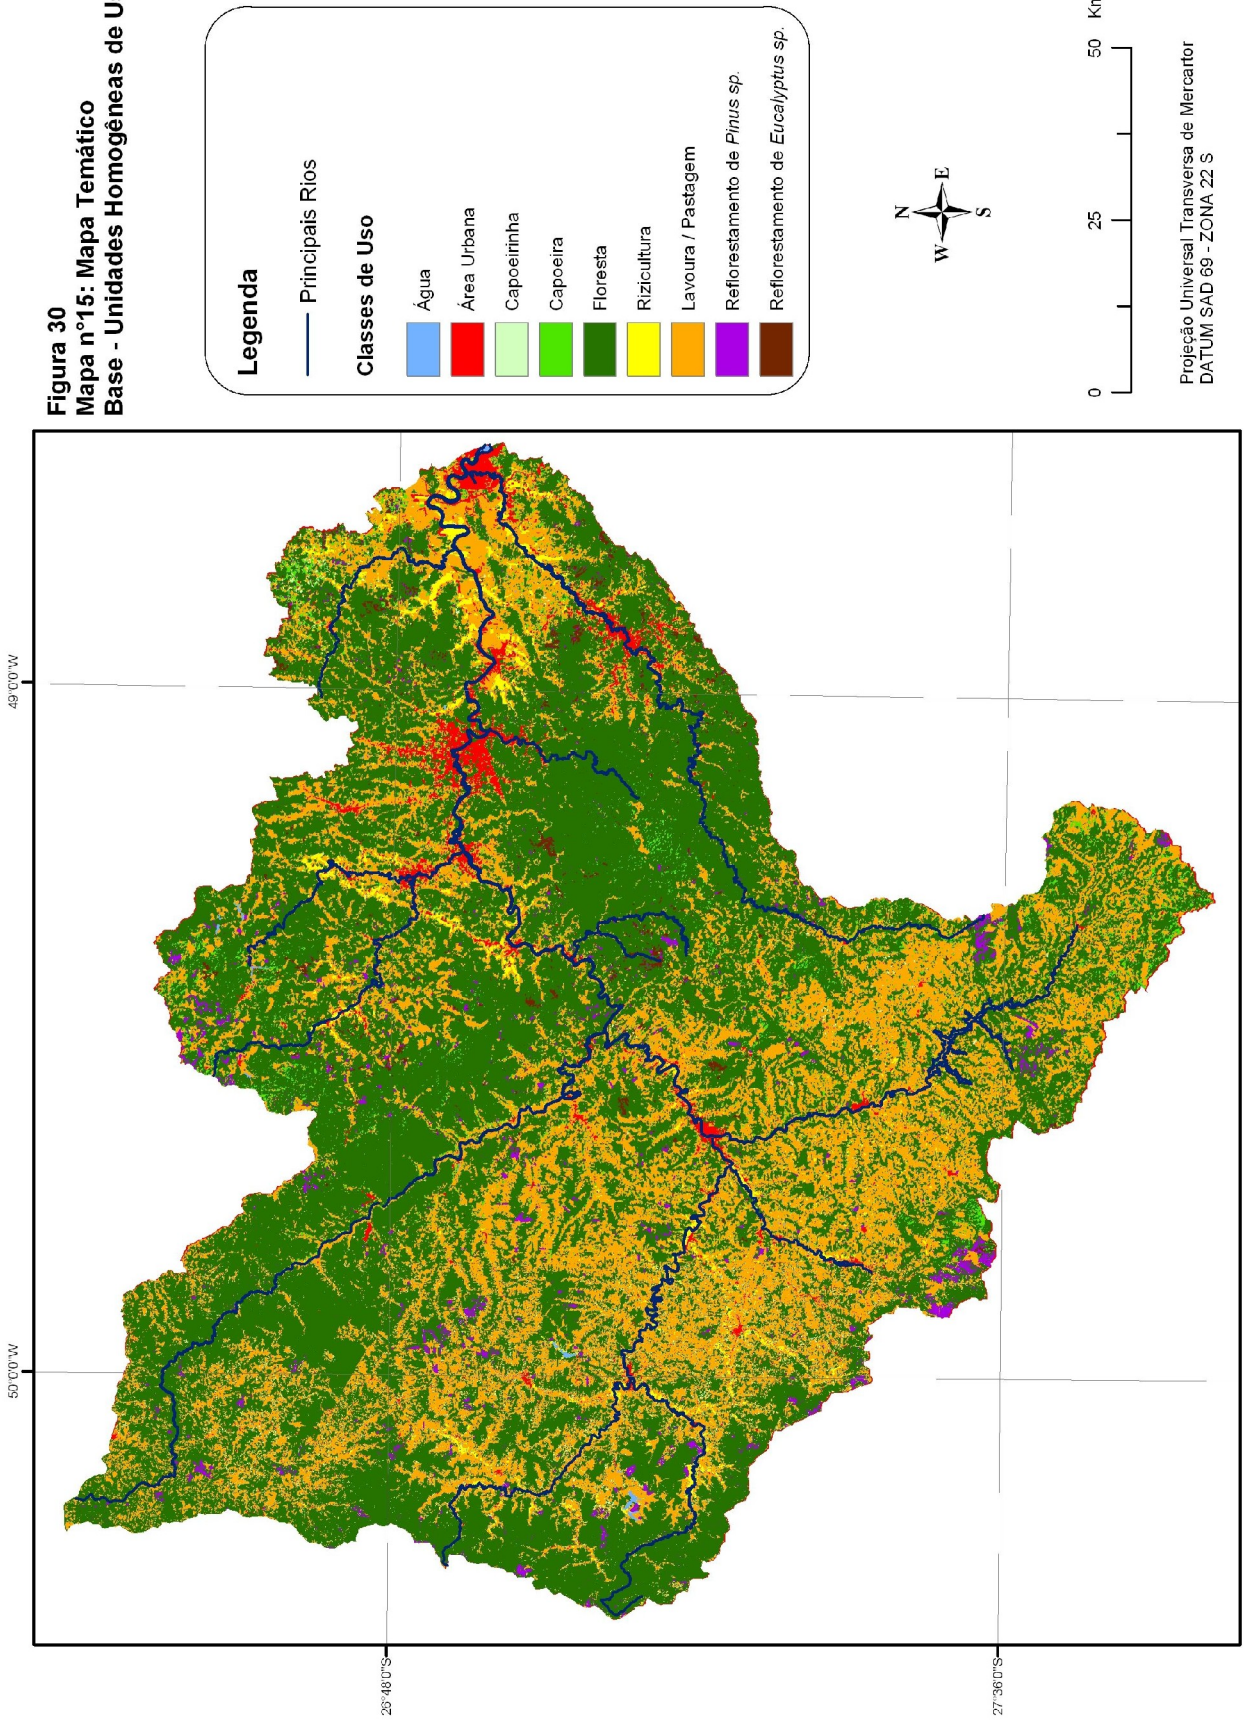 Figura 30
Mapa n°15: Mapa Temático
Base - Unidades Homogêneas de U
Legenda
Principais Rios
Classes de Uso
Água
Área Urbana
Capoeirinha
Capoeira
Floresta
Rizicultura
Lavoura / Pastagem
Reflorestamento de Pinus sp.
Reflorestamento de Eucalyptus sp.
N
W E
S
0 25 50 Km
Projeção Universal Transversa de Mercartor
DATUM SAD 69 - ZONA 22 S
50°0'0"W
49°0'0"W
26°48'0"S
27°36'0"S